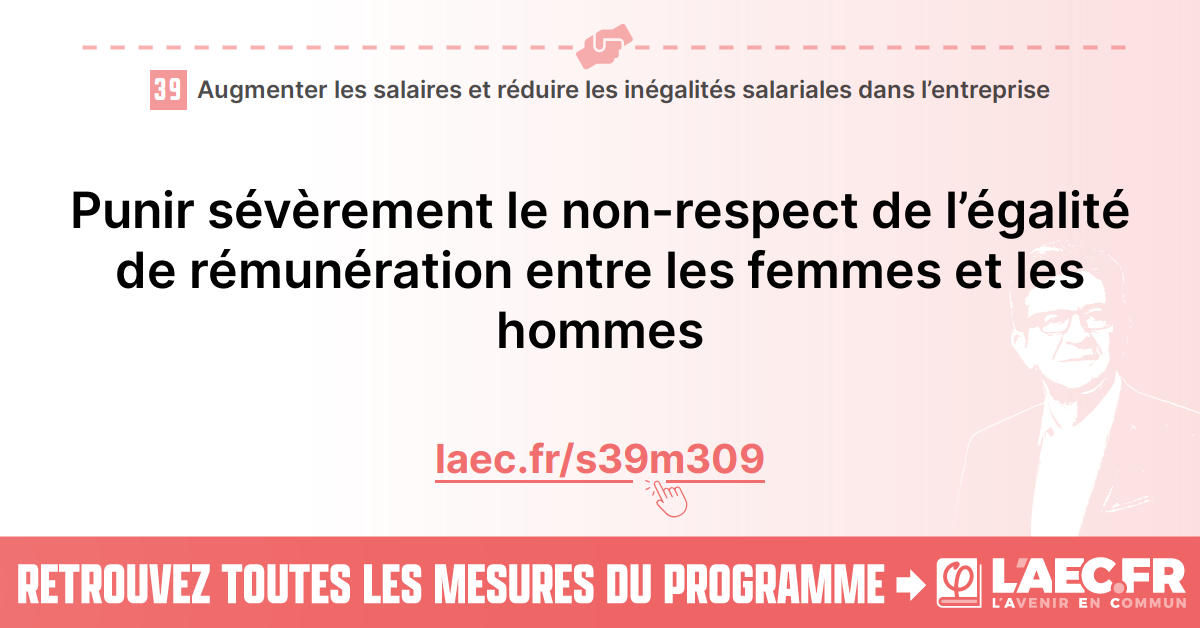 39 Augmenter les salaires et réduire les inégalités salariales dans l’entreprise
Punir sévèrement le non-respect de l’égalité
de rémunération entre les femmes et les
hommes
laec.fr/s39m309
RETROUVEZ TOUTES LES MESURES DU PROGRAMME → φ L'AEC.FR
L'AVENIR EN COMMUN